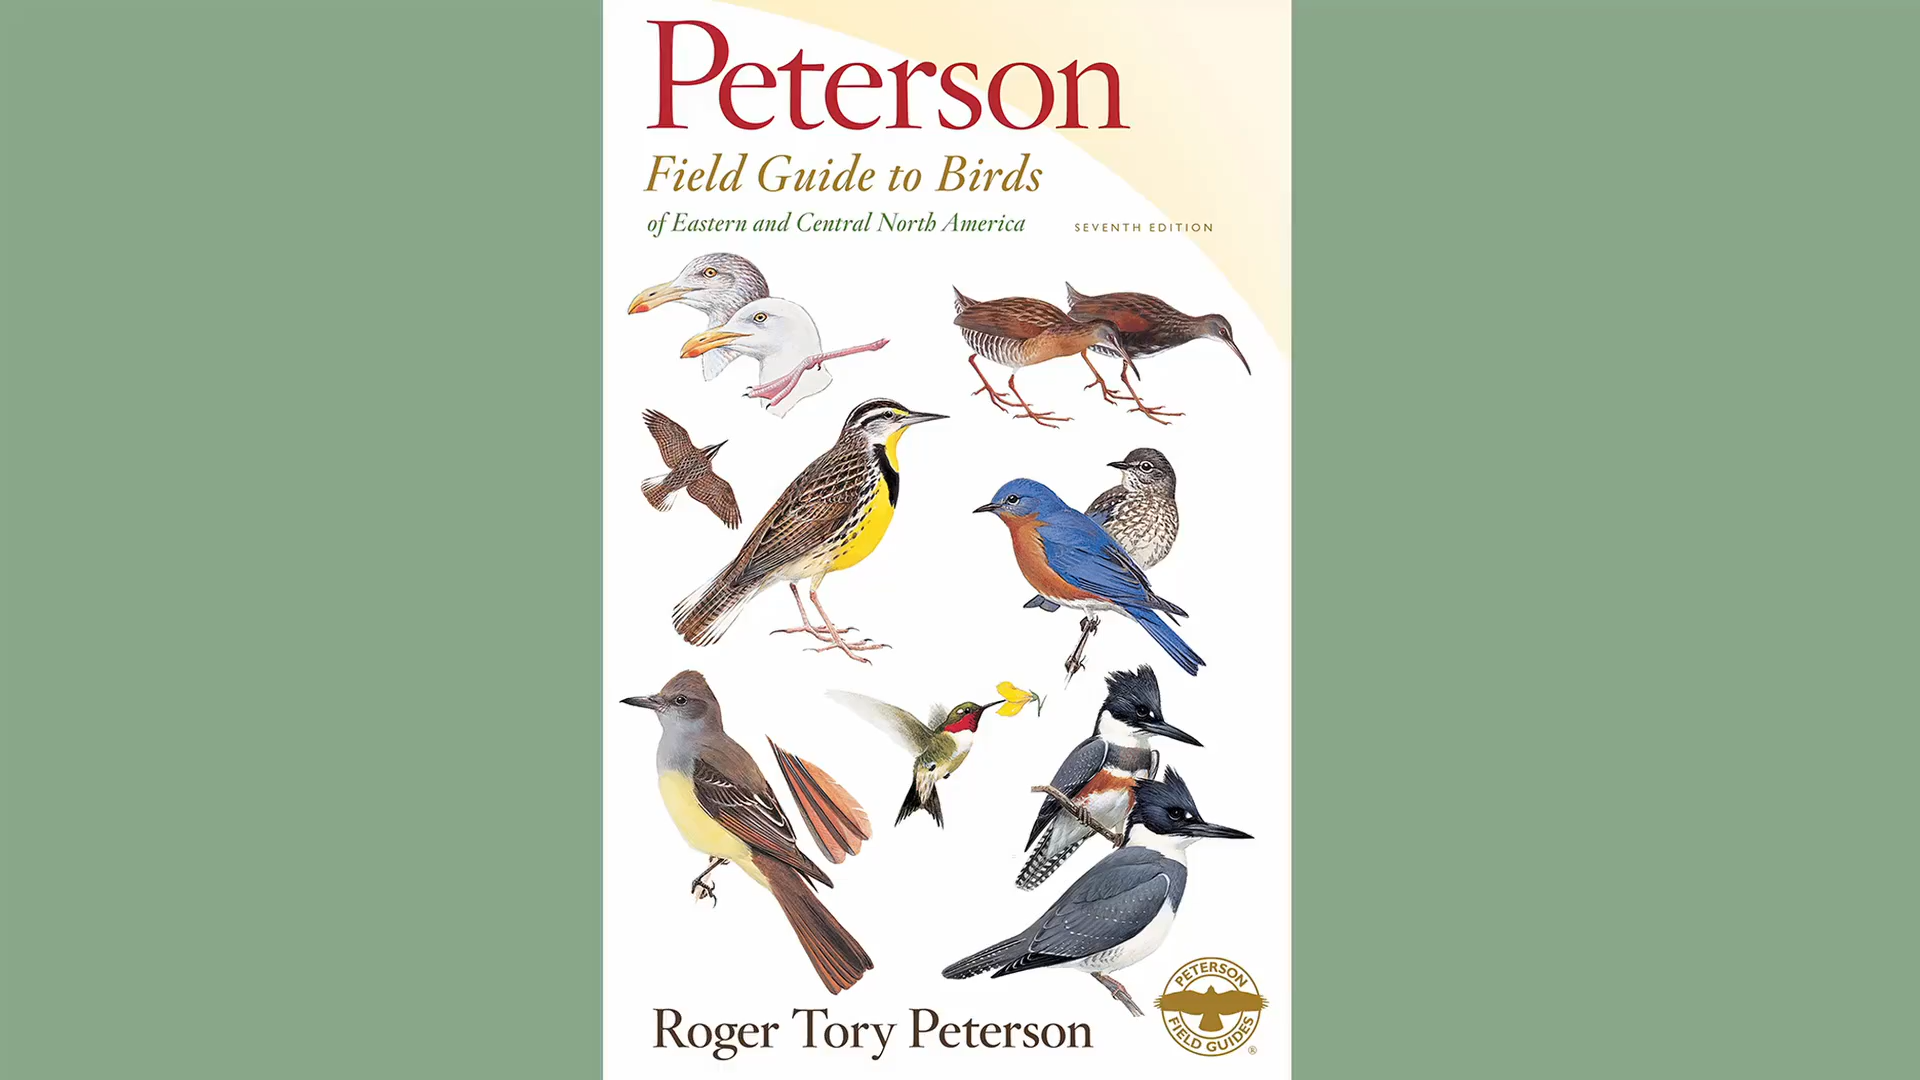 Peterson
Field Guide to Birds
of Eastern and Central North America
SEVENTH EDITION
Roger Tory Peterson
PETERSON
FIELD GUIDES
®